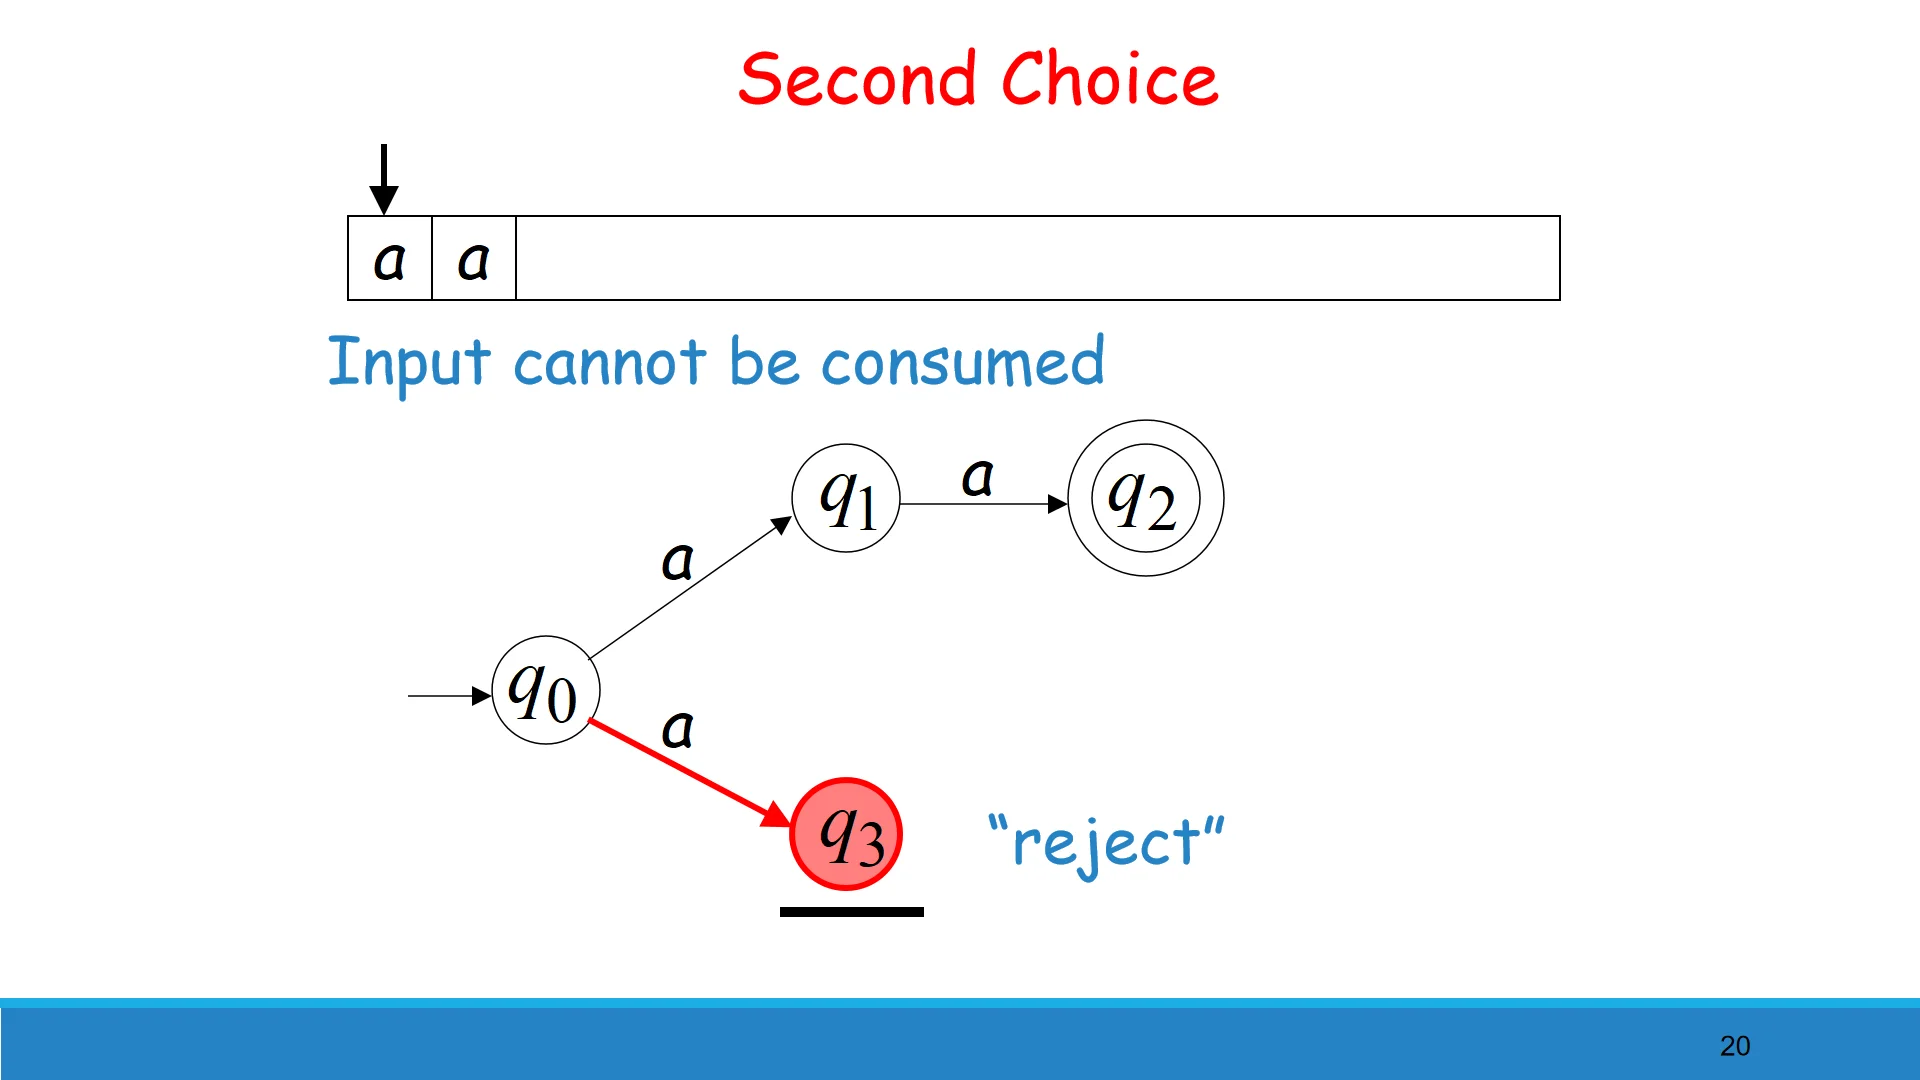 Second Choice
a a
Input cannot be consumed
q1 a q2
a
q0
a
q3 “reject”
20